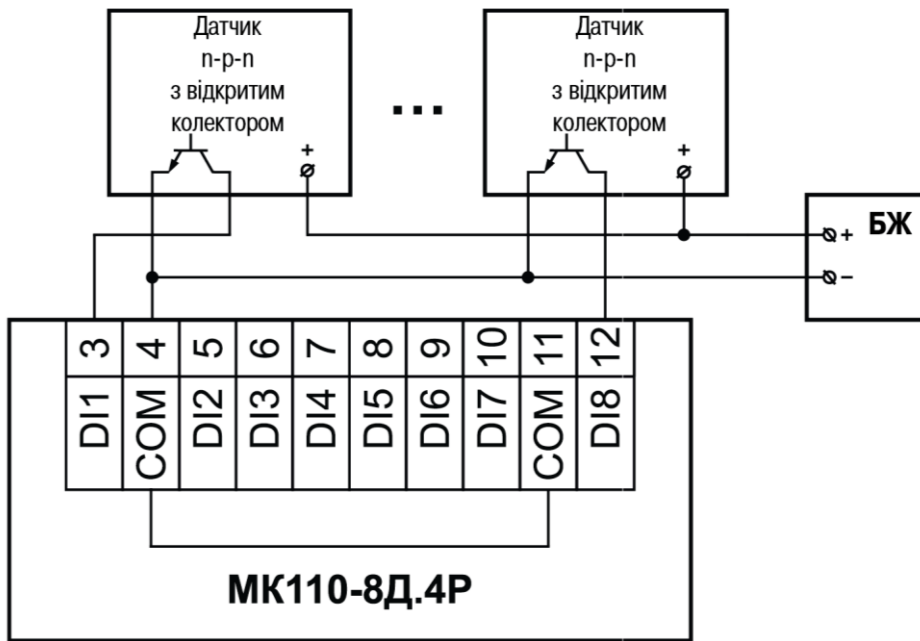 Датчик
n-p-n
з відкритим
колектором
+
...
Датчик
n-p-n
з відкритим
колектором
+
БЖ
+
–
3 4 5 6 7 8 9 10 11 12
DI1 COM DI2 DI3 DI4 DI5 DI6 DI7 COM DI8
МК110-8Д.4Р